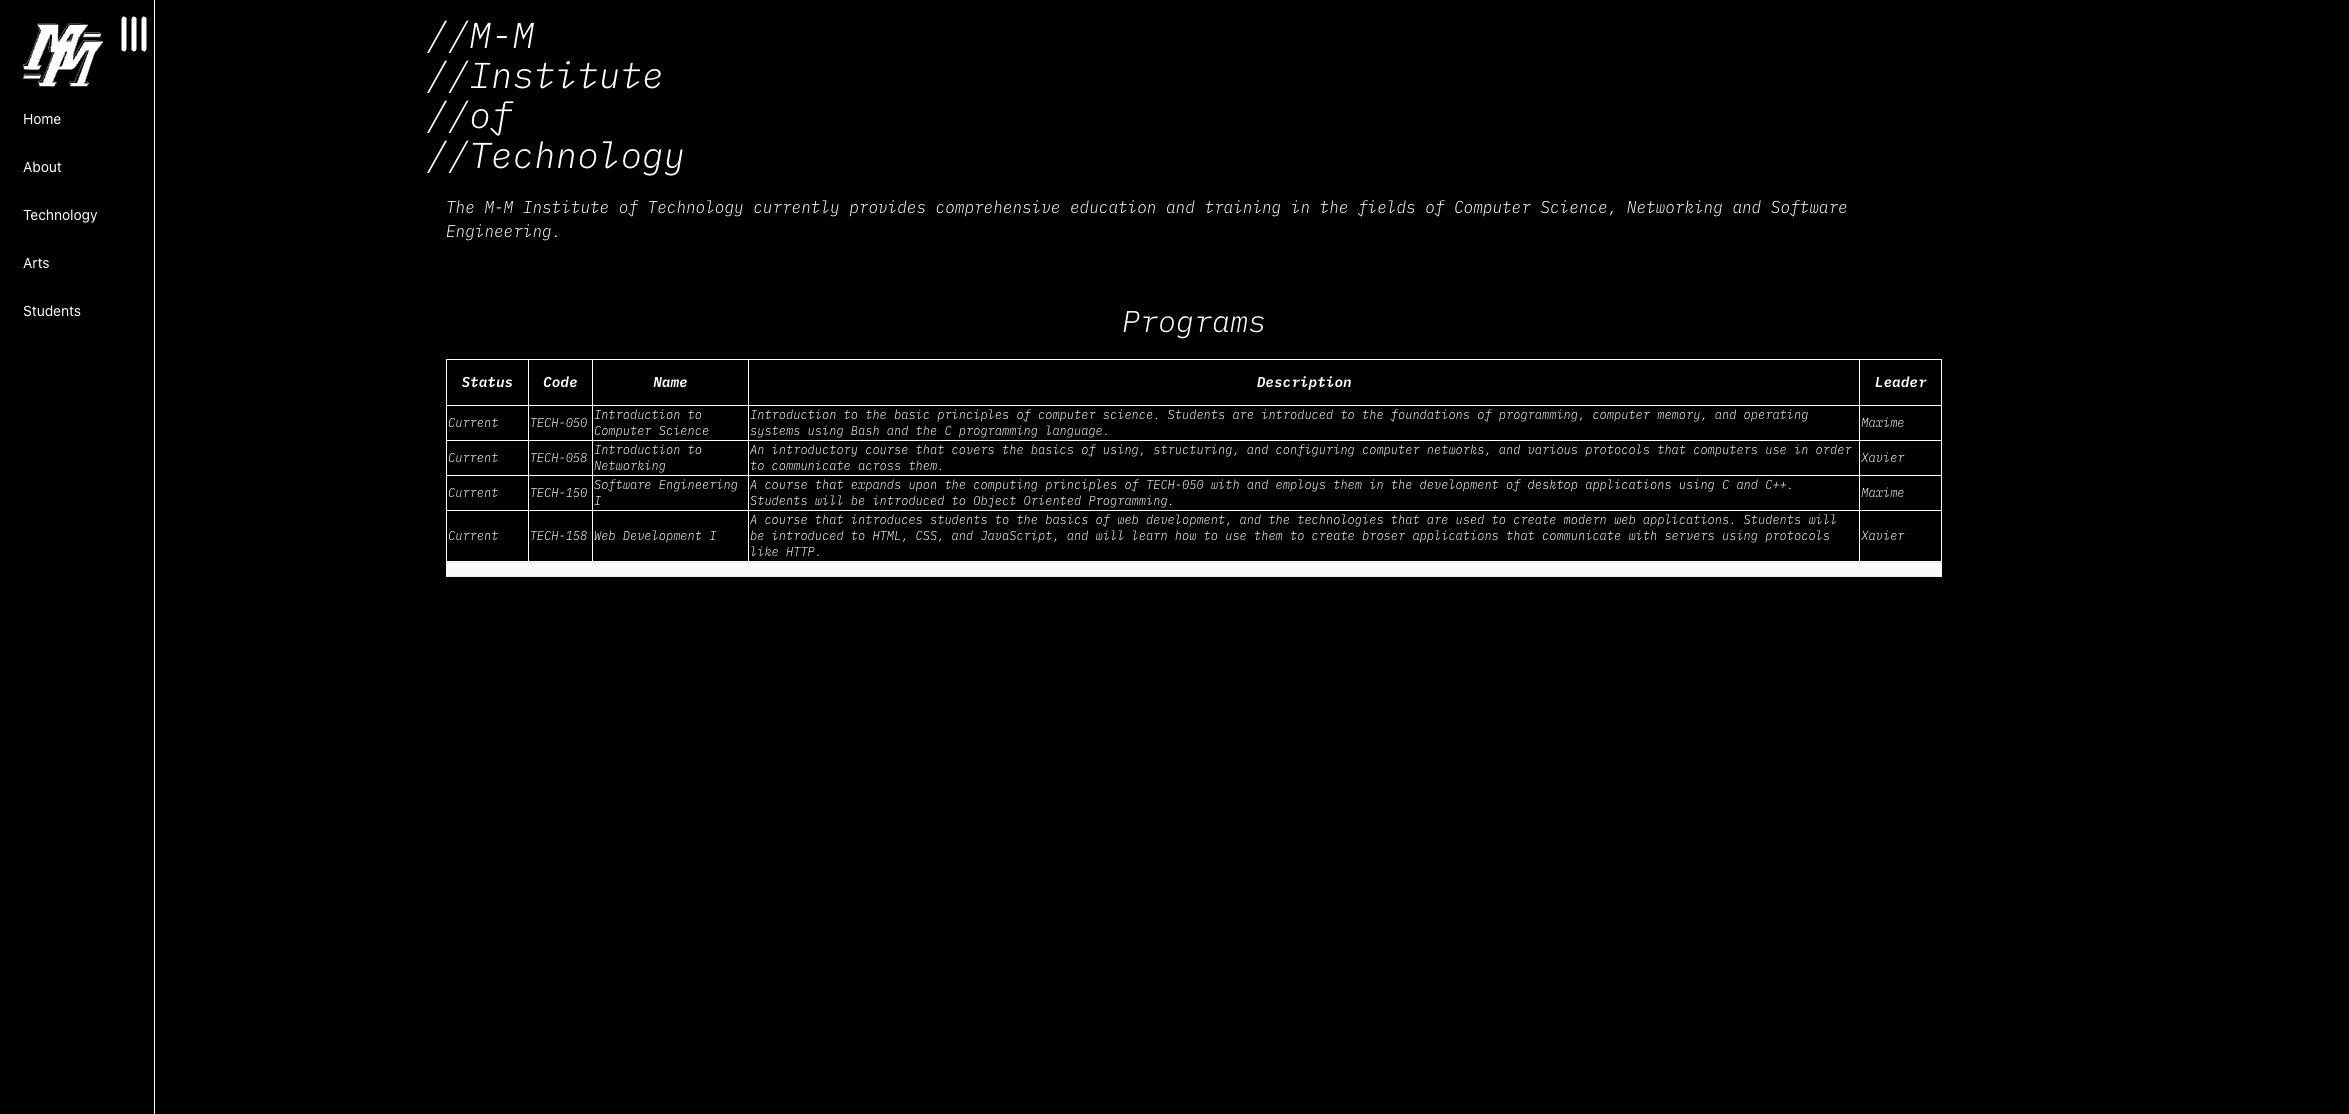 MM
Home
About
Technology
Arts
Students
//M-M
//Institute
//of
//Technology
The M-M Institute of Technology currently provides comprehensive education and training in the fields of Computer Science, Networking and Software
Engineering.
Programs
Status Code Name Description Leader
Current TECH-050 Introduction to Computer Science Introduction to the basic principles of computer science. Students are introduced to the foundations of programming, computer memory, and operating
systems using Bash and the C programming language. Maxime
Current TECH-058 Introduction to Networking An introductory course that covers the basics of using, structuring, and configuring computer networks, and various protocols that computers use in order
to communicate across them. Xavier
Current TECH-150 Software Engineering I A course that expands upon the computing principles of TECH-050 with and employs them in the development of desktop applications using C and C++.
Students will be introduced to Object Oriented Programming. Maxime
Current TECH-158 Web Development I A course that introduces students to the basics of web development, and the technologies that are used to create modern web applications. Students will
be introduced to HTML, CSS, and JavaScript, and will learn how to use them to create broser applications that communicate with servers using protocols
like HTTP. Xavier